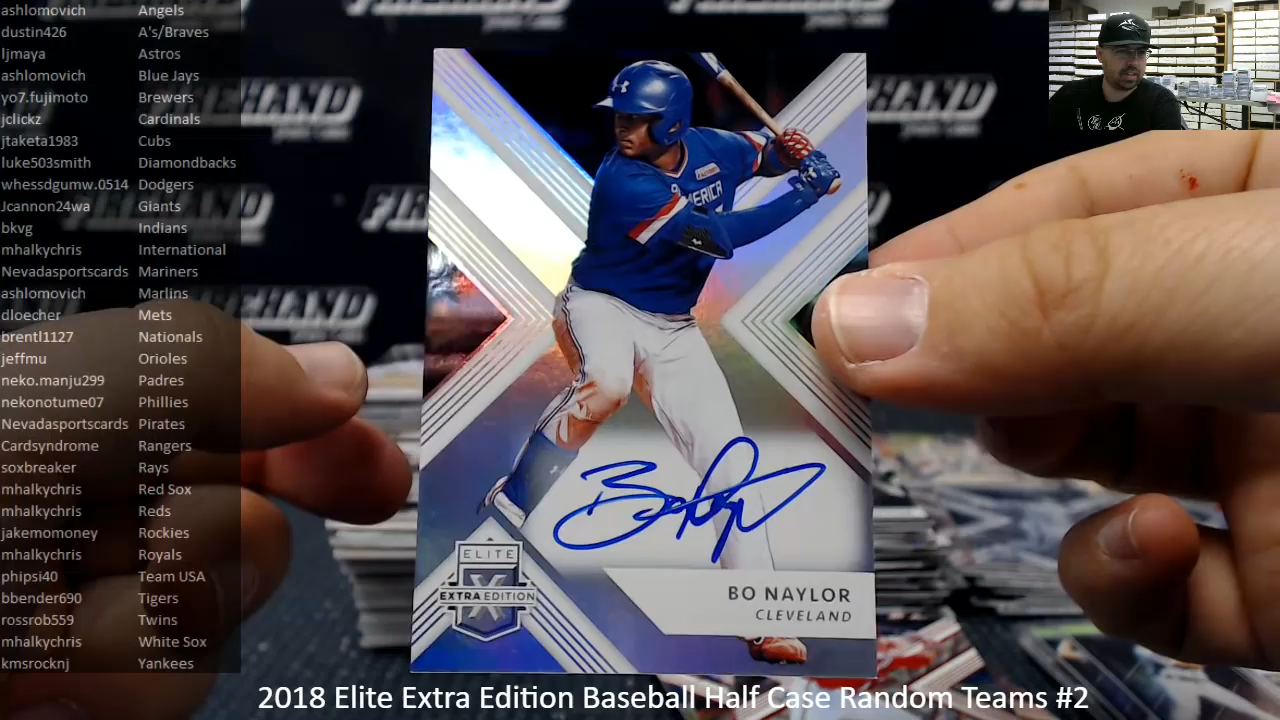 ashlomovich Angels
dustin426 A's/Braves
ljmaya Astros
ashlomovich Blue Jays
yo7.fujimoto Brewers
jclickz Cardinals
jtaketa1983 Cubs
luke503smith Diamondbacks
whessdgumw.0514 Dodgers
Jcannon24wa Giants
bkvg Indians
mhalkychris International
Nevadasportscards Mariners
ashlomovich Marlins
dloecher Mets
brentl1127 Nationals
jeffmu Orioles
neko.manju299 Padres
nekonotume07 Phillies
Nevadasportscards Pirates
Cardsyndrome Rangers
soxbreaker Rays
mhalkychris Red Sox
mhalkychris Reds
jakemomoney Rockies
mhalkychris Royals
phipsi40 Team USA
bbender690 Tigers
rossrob559 Twins
mhalkychris White Sox
kmsrocknj Yankees
MERICA
Bo Naylor
ELITE
X
EXTRA EDITION
BO NAYLOR
CLEVELAND
2018 Elite Extra Edition Baseball Half Case Random Teams #2